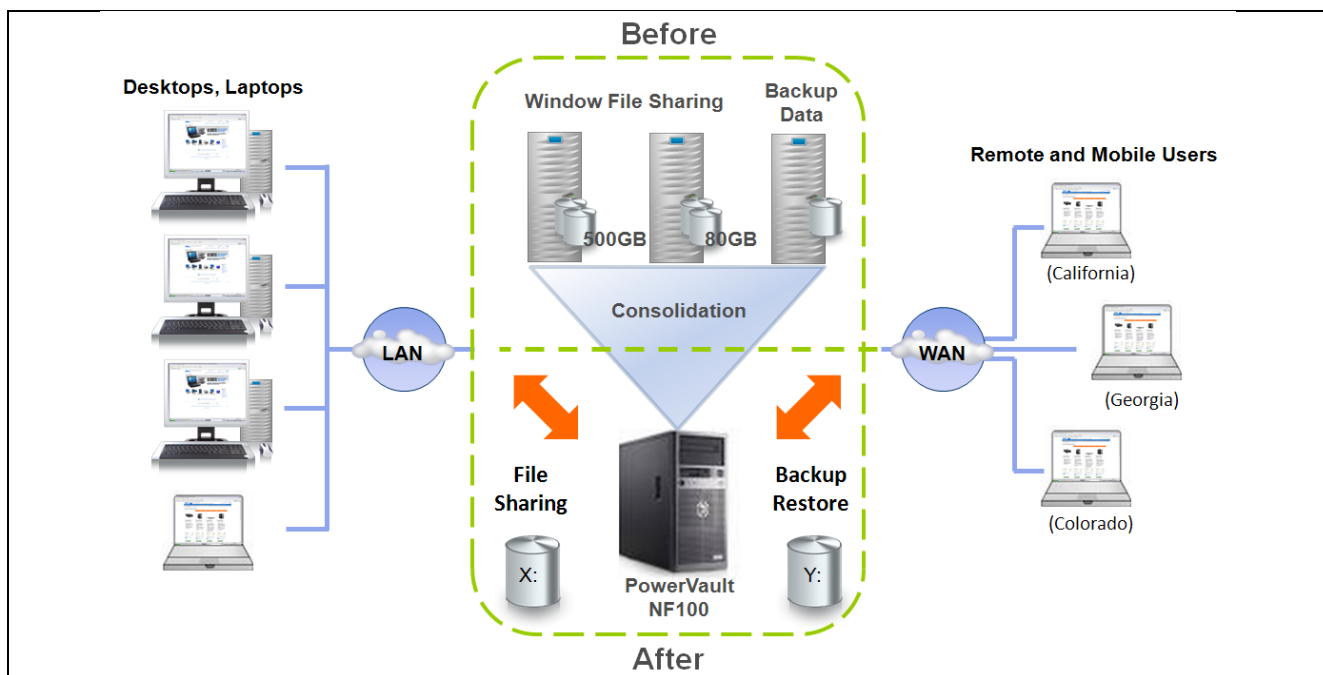 Before
Desktops, Laptops
Window File Sharing
Backup
Data
Remote and Mobile Users
500GB
80GB
(California)
Consolidation
LAN
WAN
(Georgia)
File
Sharing
Backup
Restore
(Colorado)
X:
Y:
PowerVault
NF100
After